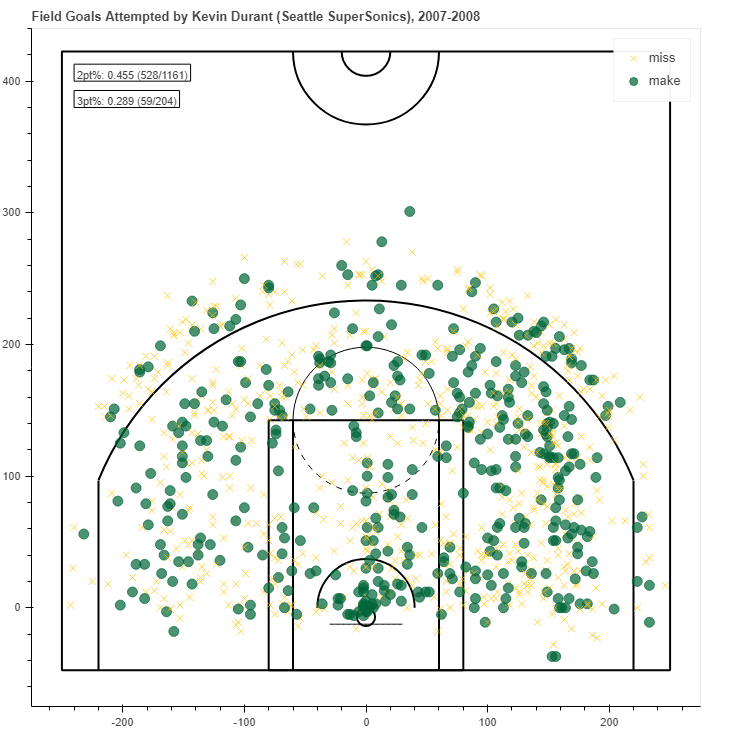 Field Goals Attempted by Kevin Durant (Seattle SuperSonics), 2007-2008
miss
make
2pt%: 0.455 (528/1161)
3pt%: 0.289 (59/204)
400
300
200
100
0
-200 -100 0 100 200